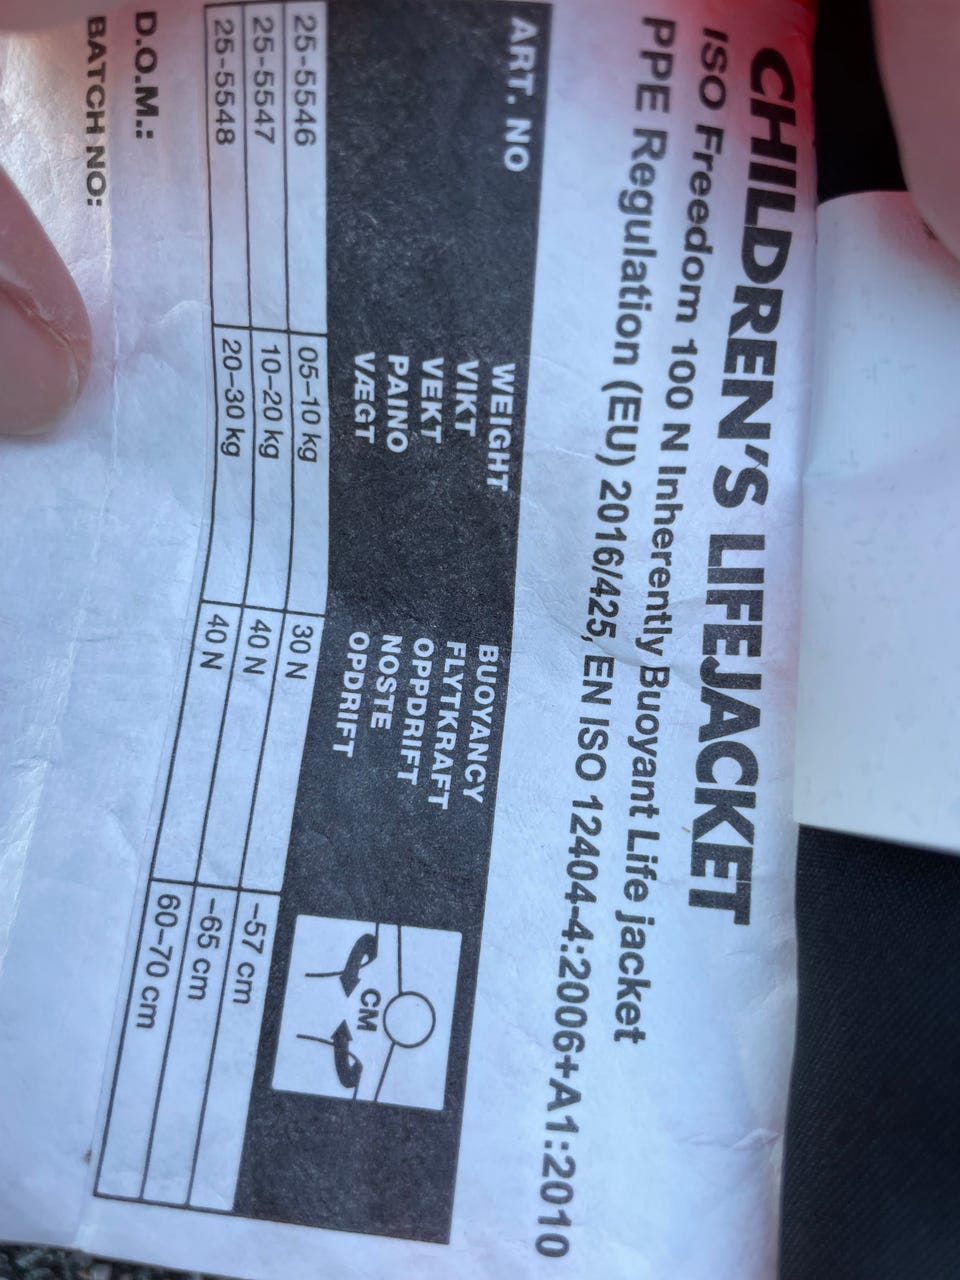 CHILDREN'S LIFEJACKET
ISO Freedom 100 N Inherently Buoyant Life jacket
PPE Regulation (EU) 2016/425, EN ISO 12404-4:2006+A1:2010
ART. NO
WEIGHT
VIKT
VEKT
PAINO
VÆGT
BUOYANCY
FLYTKRAFT
OPPDRIFT
NOSTE
OPDRIFT
CM
25-5546 05–10 kg 30 N -57 cm
25-5547 10–20 kg 40 N -65 cm
25-5548 20–30 kg 40 N 60–70 cm
D.O.M.:
BATCH NO: